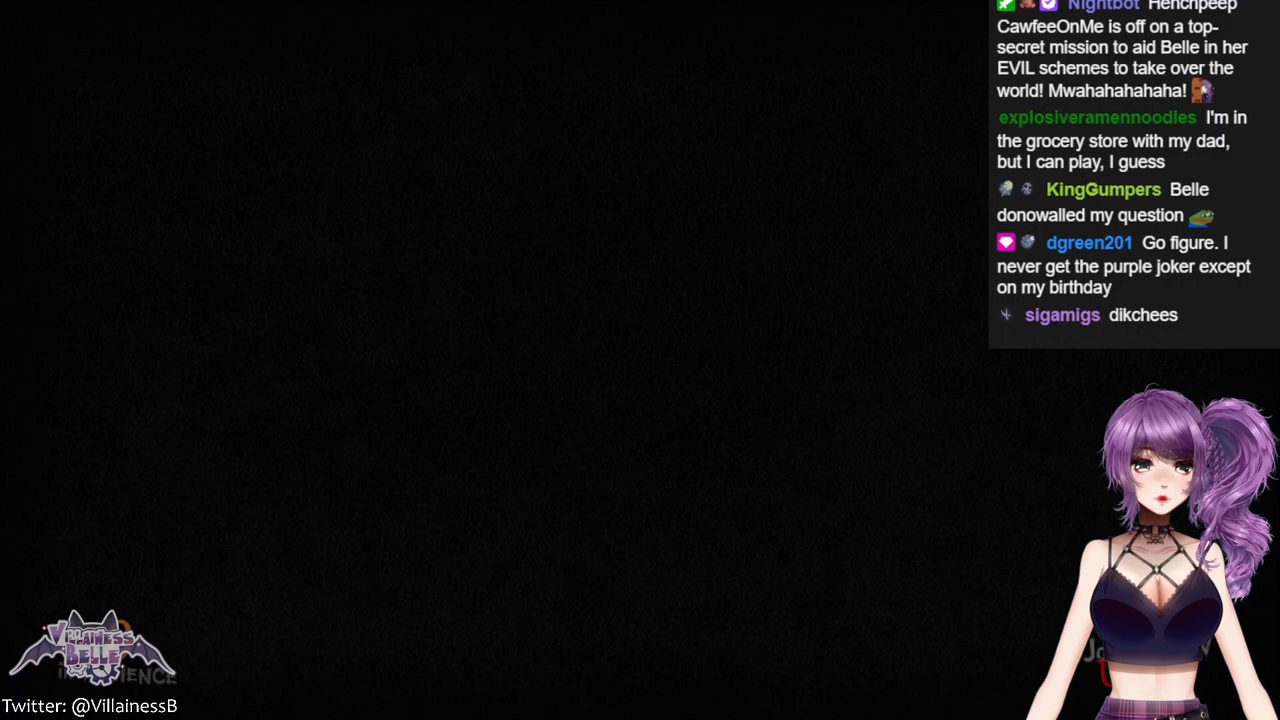 Nightbot Henchpeep
CawfeeOnMe is off on a top-
secret mission to aid Belle in her
EVIL schemes to take over the
world! Mwahahahahaha!
explosiveramennoodles I'm in
the grocery store with my dad,
but I can play, I guess
KingGumpers Belle
donowalled my question
dgreen201 Go figure. I
never get the purple joker except
on my birthday
sigamigs dikchees
VILLAINESS
BELLE
Twitter: @VillainessB